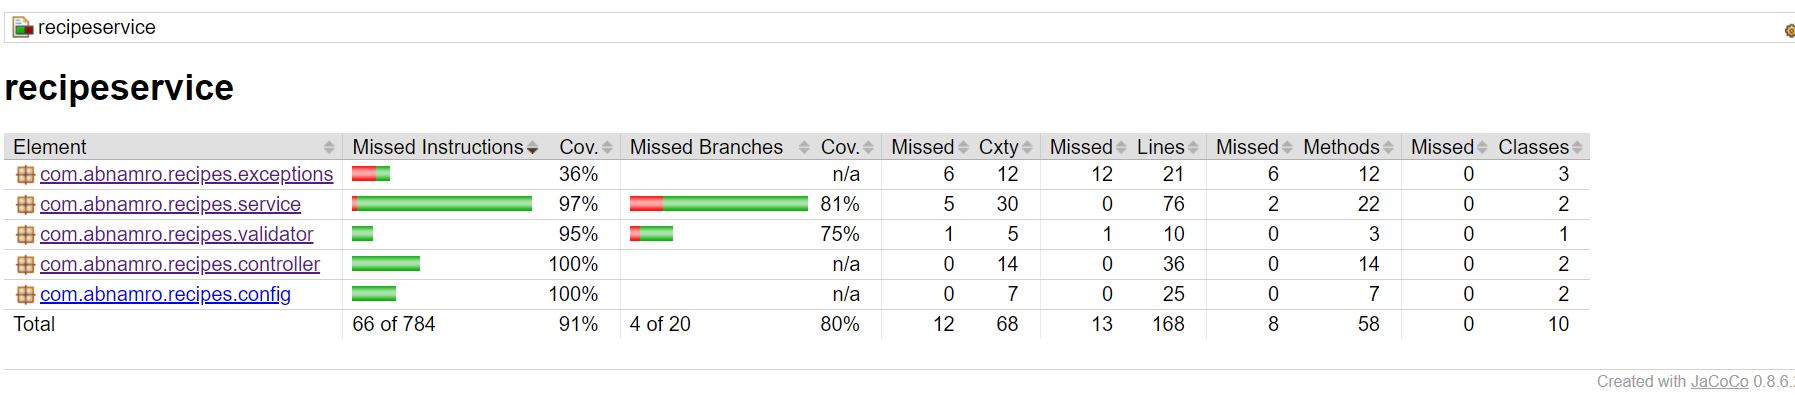 recipeservice
recipeservice
Element Missed Instructions Cov. Missed Branches Cov. Missed Cxty Missed Lines Missed Methods Missed Classes
com.abnamro.recipes.exceptions 36% n/a 6 12 12 21 6 12 0 3
com.abnamro.recipes.service 97% 81% 5 30 0 76 2 22 0 2
com.abnamro.recipes.validator 95% 75% 1 5 1 10 0 3 0 1
com.abnamro.recipes.controller 100% n/a 0 14 0 36 0 14 0 2
com.abnamro.recipes.config 100% n/a 0 7 0 25 0 7 0 2
Total 66 of 784 91% 4 of 20 80% 12 68 13 168 8 58 0 10
Created with JaCoCo 0.8.6.